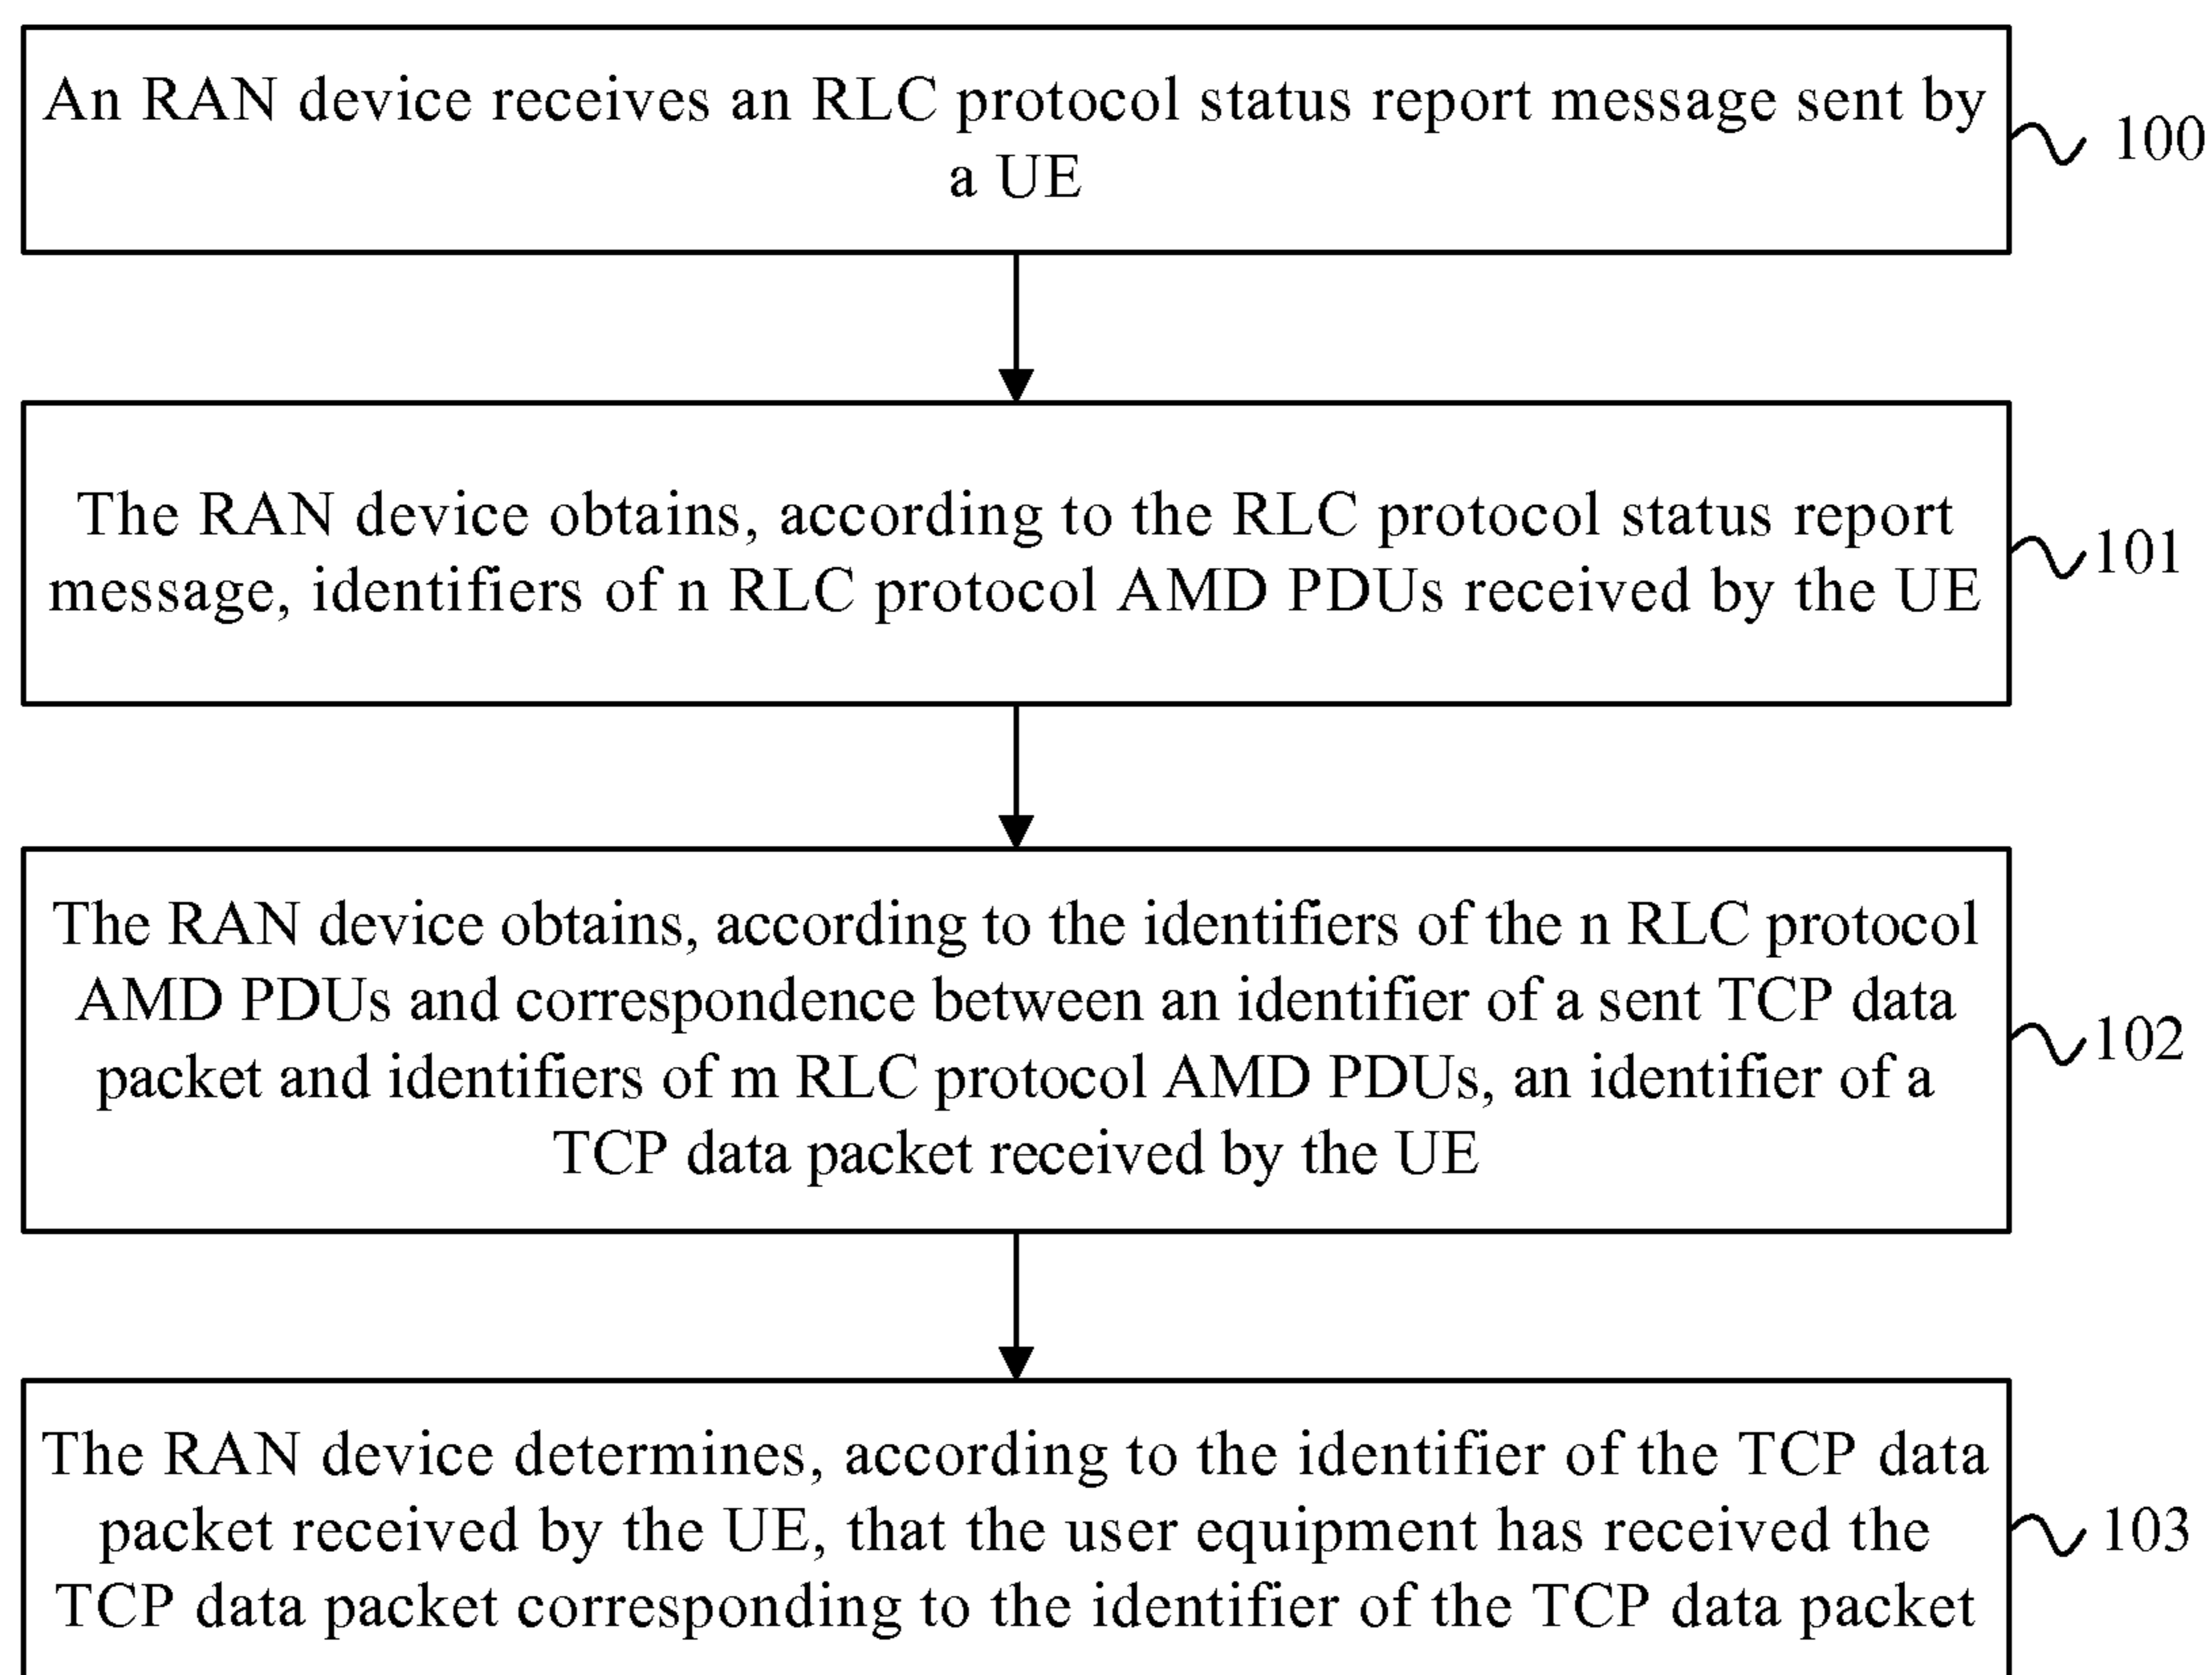 An RAN device receives an RLC protocol status report message sent by
a UE
100
The RAN device obtains, according to the RLC protocol status report
message, identifiers of n RLC protocol AMD PDUs received by the UE
101
The RAN device obtains, according to the identifiers of the n RLC protocol
AMD PDUs and correspondence between an identifier of a sent TCP data
packet and identifiers of m RLC protocol AMD PDUs, an identifier of a
TCP data packet received by the UE
102
The RAN device determines, according to the identifier of the TCP data
packet received by the UE, that the user equipment has received the
TCP data packet corresponding to the identifier of the TCP data packet
103